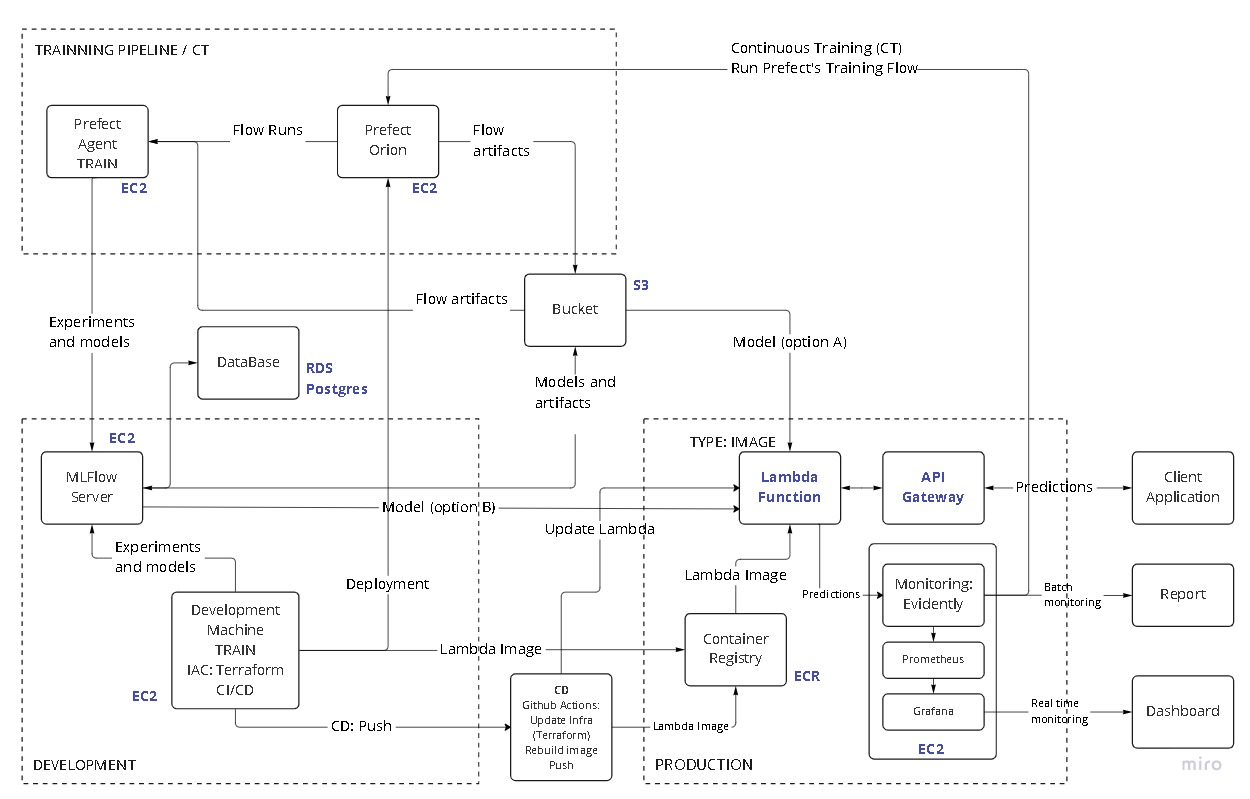 TRAINNING PIPELINE / CT
Continuous Training (CT)
Run Prefect's Training Flow
Prefect
Agent
TRAIN
EC2
Flow Runs
Prefect
Orion
EC2
Flow
artifacts
Bucket
S3
Flow artifacts
Experiments
and models
DataBase
RDS
Postgres
Model (option A)
Models and
artifacts
EC2
MLFlow
Server
Model (option B)
TYPE: IMAGE
Lambda
Function
API
Gateway
Predictions
Client
Application
Update Lambda
Experiments
and models
Deployment
Lambda Image
Predictions
Monitoring:
Evidently
Batch
monitoring
Report
Development
Machine
TRAIN
IAC: Terraform
CI/CD
EC2
Lambda Image
Container
Registry
ECR
Prometheus
Grafana
EC2
Real time
monitoring
Dashboard
CD: Push
CD
Github Actions:
Update Infra
(Terraform)
Rebuild image
Push
Lambda Image
DEVELOPMENT
PRODUCTION
miro